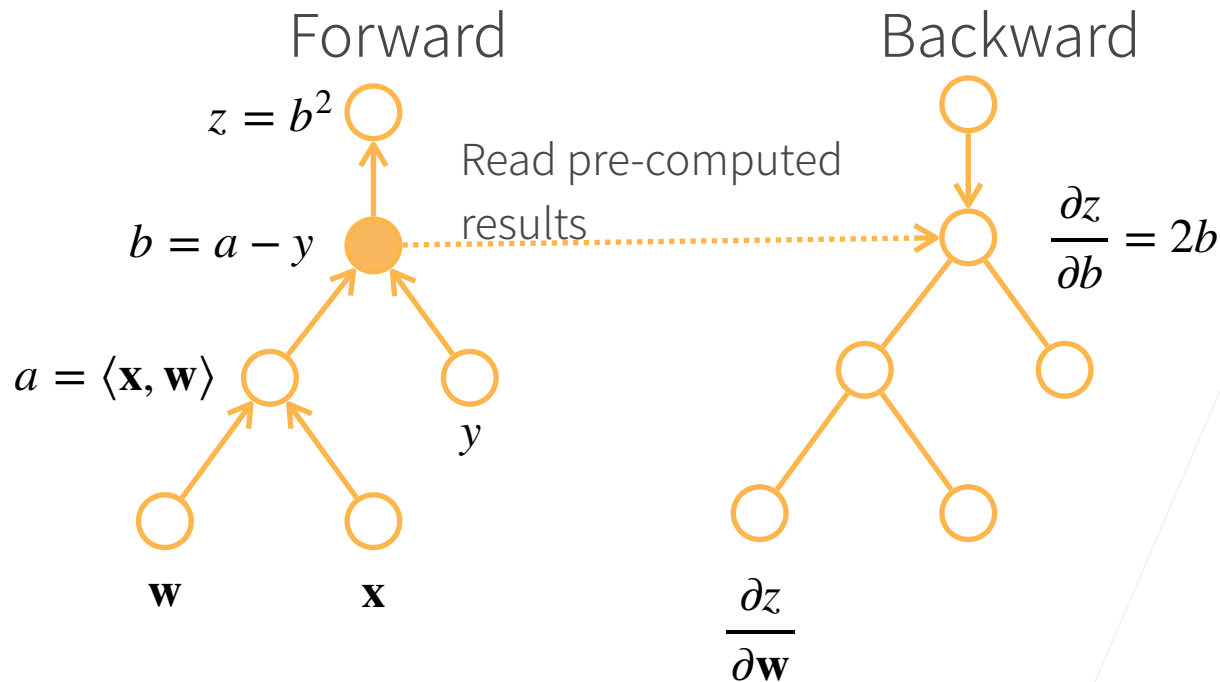 Forward
Backward
z = b²
Read pre-computed
results
b = a − y
∂z/∂b = 2b
a = ⟨x, w⟩
y
w
x
∂z/∂w